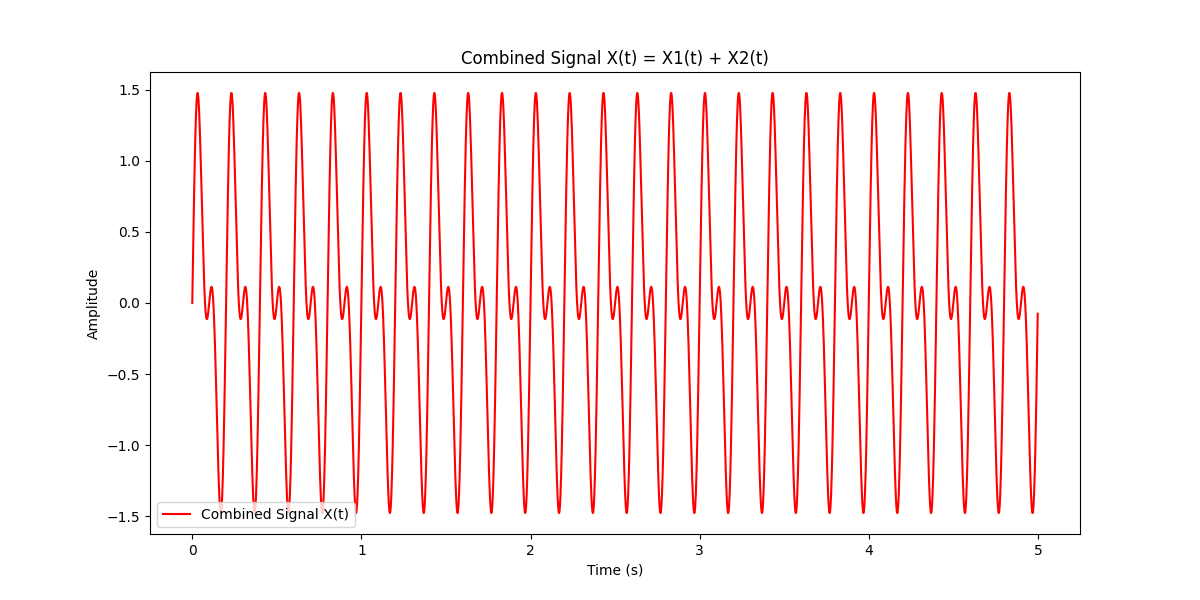 Combined Signal X(t) = X1(t) + X2(t)
1.5
1.0
0.5
0.0
−0.5
−1.0
−1.5
Amplitude
Combined Signal X(t)
0 1 2 3 4 5
Time (s)